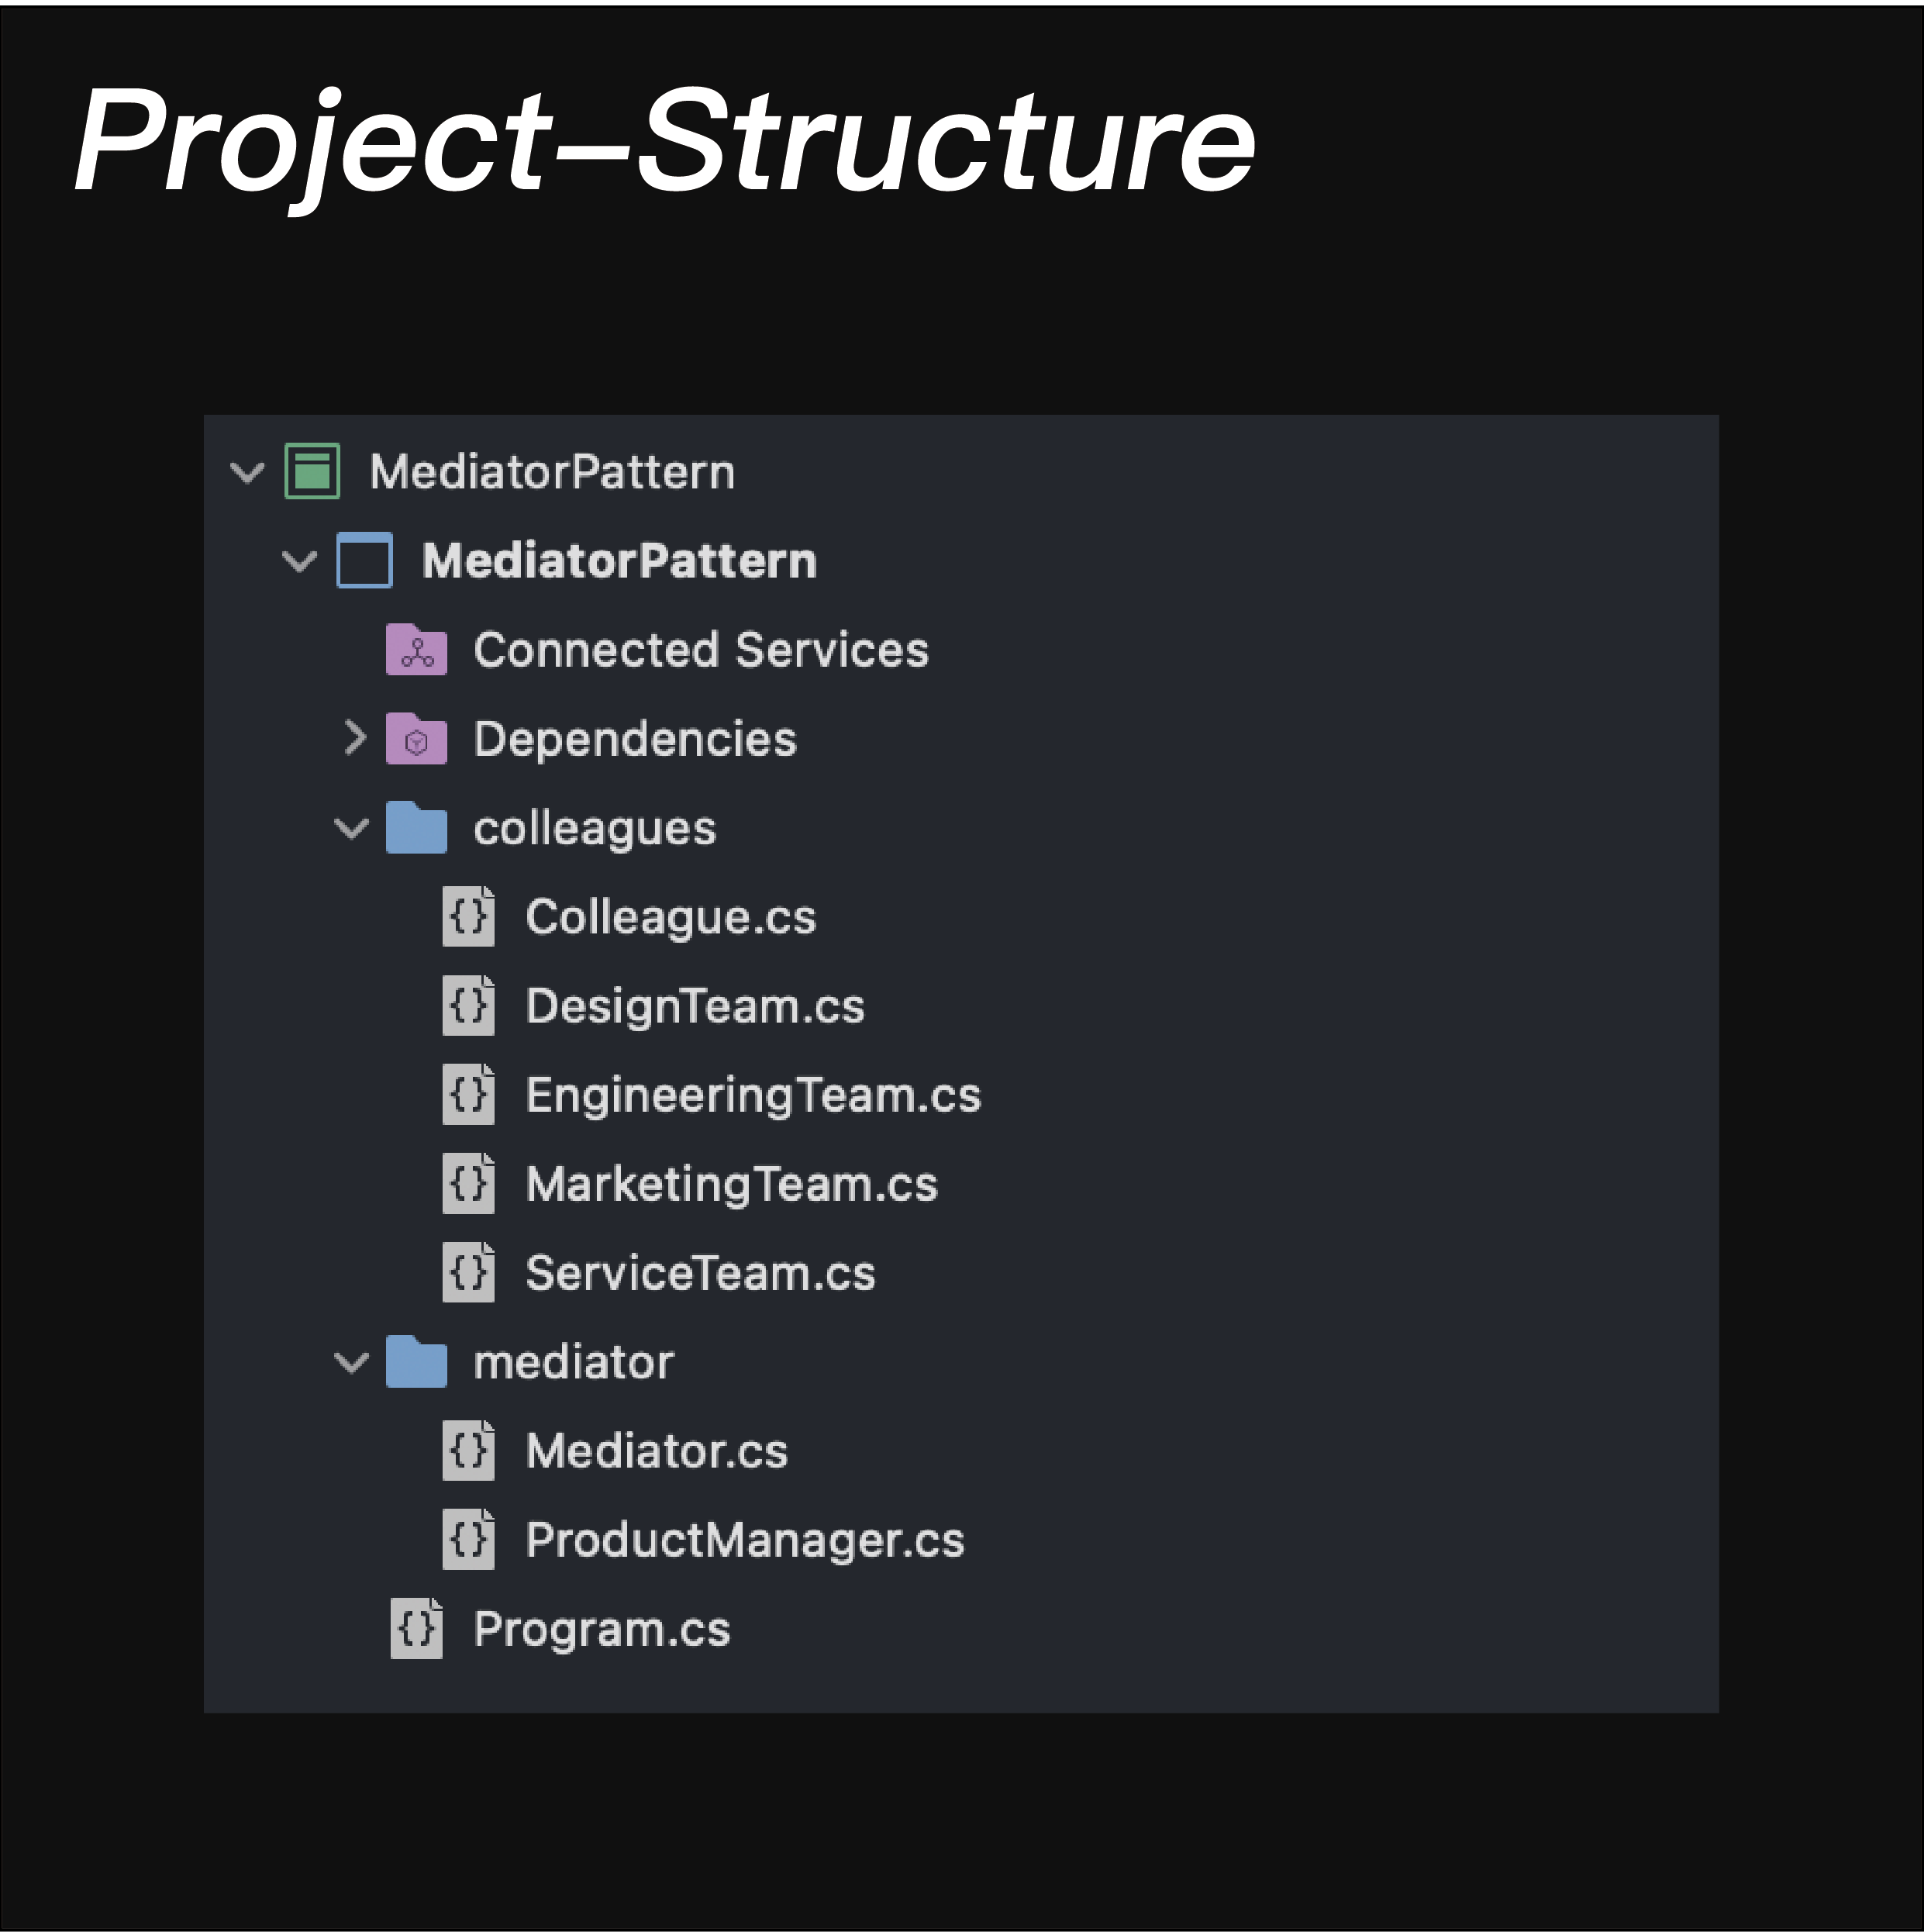 Project-Structure
MediatorPattern
MediatorPattern
Connected Services
Dependencies
colleagues
{} Colleague.cs
{} DesignTeam.cs
{} EngineeringTeam.cs
{} MarketingTeam.cs
{} ServiceTeam.cs
mediator
{} Mediator.cs
{} ProductManager.cs
{} Program.cs